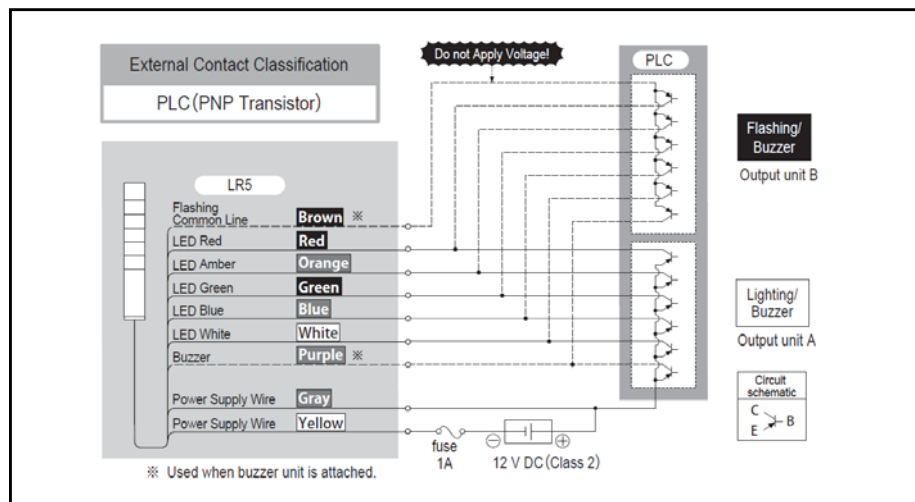 External Contact Classification
PLC(PNP Transistor)
Do not Apply Voltage!
PLC
LR5
Flashing
Common Line
Brown ※
LED Red
Red
LED Amber
Orange
LED Green
Green
LED Blue
Blue
LED White
White
Buzzer
Purple ※
Power Supply Wire
Gray
Power Supply Wire
Yellow
※ Used when buzzer unit is attached.
fuse
1A
⊖ ⊕
12 V DC(Class 2)
Flashing/
Buzzer
Output unit B
Lighting/
Buzzer
Output unit A
Circuit
schematic
C
B
E